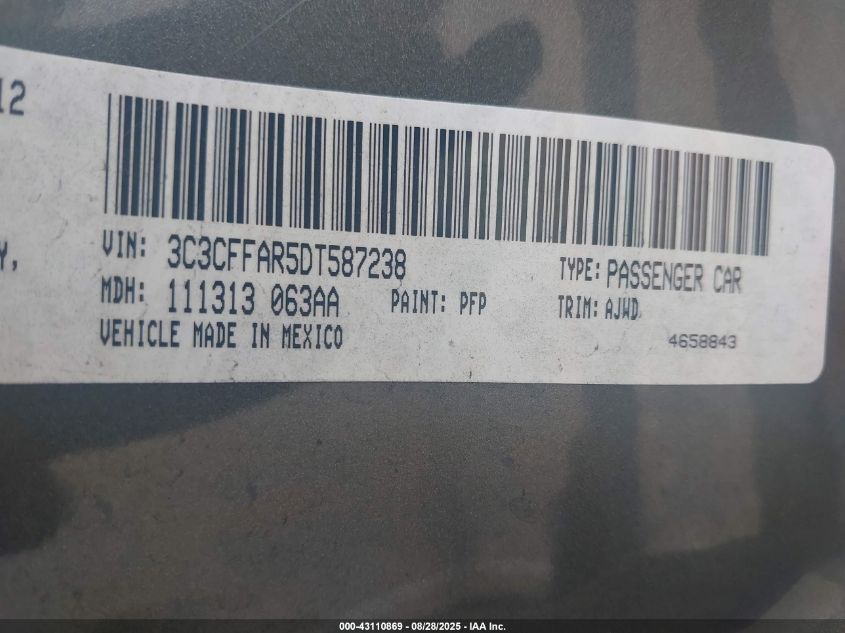 12
Y,
VIN: 3C3CFFAR5DT587238 TYPE: PASSENGER CAR
MDH: 111313 063AA PAINT: PFP TRIM: AJWD
VEHICLE MADE IN MEXICO 4658843
000-43110869 - 08/28/2025 - IAA Inc.